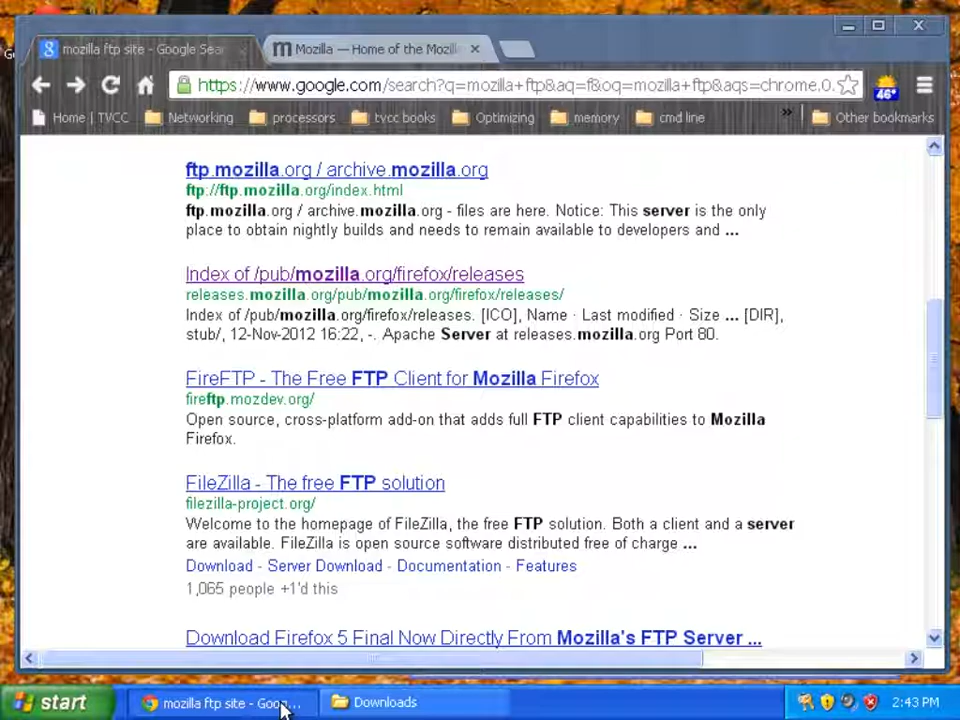 mozilla ftp site - Google Sear
Mozilla — Home of the Mozill
https://www.google.com/search?q=mozilla+ftp&aq=f&oq=mozilla+ftp&aqs=chrome.0.
46°
Home | TVCC
Networking
processors
tvcc books
Optimizing
memory
cmd line
»
Other bookmarks
ftp.mozilla.org / archive.mozilla.org
ftp://ftp.mozilla.org/index.html
ftp.mozilla.org / archive.mozilla.org - files are here. Notice: This server is the only
place to obtain nightly builds and needs to remain available to developers and ...
Index of /pub/mozilla.org/firefox/releases
releases.mozilla.org/pub/mozilla.org/firefox/releases/
Index of /pub/mozilla.org/firefox/releases. [ICO], Name · Last modified · Size ... [DIR],
stub/, 12-Nov-2012 16:22, -. Apache Server at releases.mozilla.org Port 80.
FireFTP - The Free FTP Client for Mozilla Firefox
fireftp.mozdev.org/
Open source, cross-platform add-on that adds full FTP client capabilities to Mozilla
Firefox.
FileZilla - The free FTP solution
filezilla-project.org/
Welcome to the homepage of FileZilla, the free FTP solution. Both a client and a server
are available. FileZilla is open source software distributed free of charge ...
Download - Server Download - Documentation - Features
1,065 people +1'd this
Download Firefox 5 Final Now Directly From Mozilla's FTP Server ...
start
mozilla ftp site - Goog...
Downloads
2:43 PM